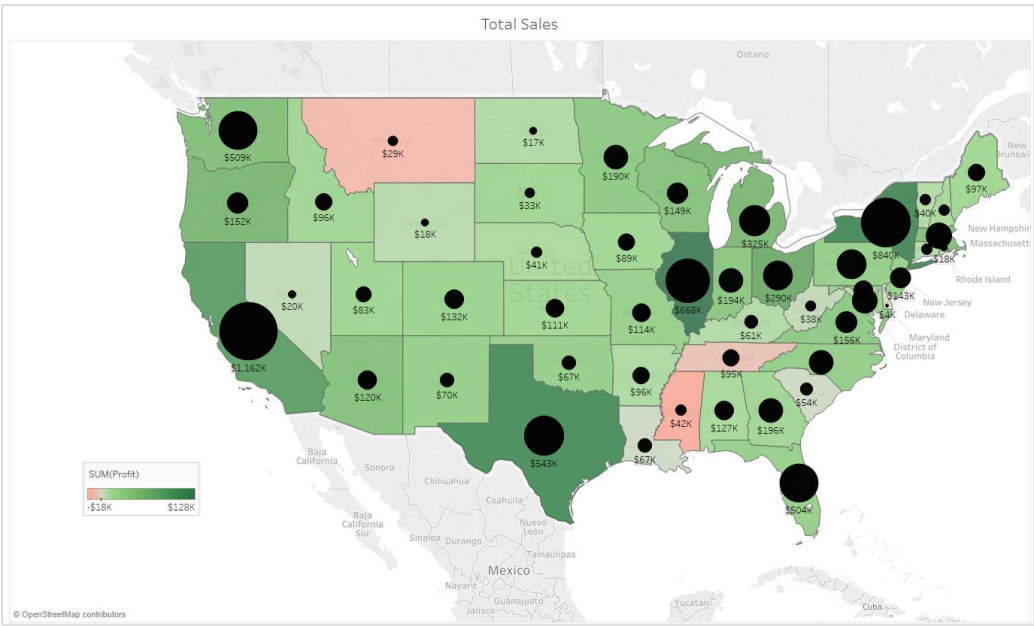 Total Sales
Ontario
New
Brunswi
$509K
$29K
$17K
$190K
$152K
$96K
$33K
$149K
$325K
$97K
$40K
$840K
New Hampshir
Massachusett
$18K
$18K
$41K
$89K
United
States
$20K
$83K
$132K
$111K
$114K
$668K
$194K
$290K
$38K
$143K
$4K
Rhode Island
New Jersey
Delaware
Maryland
District of
Columbia
$1,162K
$61K
$156K
$120K
$70K
$67K
$96K
$95K
$54K
$543K
$67K
$42K
$127K
$196K
$504K
Baja
California
Sonora
Chihuahua
Coahuila
Baja
California
Sur
Sinaloa
Durango
Nuevo
León
Tamaulipas
Mexico
Nayarit
Guanajuato
Jalisco
Yucatán
Cuba
SUM(Profit)
-$18K
$128K
© OpenStreetMap contributors